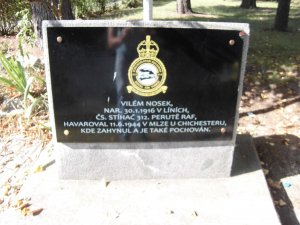 VILÉM NOSEK,
NAR. 30.1.1916 V LÍNÍCH,
ČS. STÍHAČ 312. PERUTĚ RAF,
HAVAROVAL 11.6.1944 V MLZE U CHICHESTERU,
KDE ZAHYNUL A JE TAKÉ POCHOVÁN.